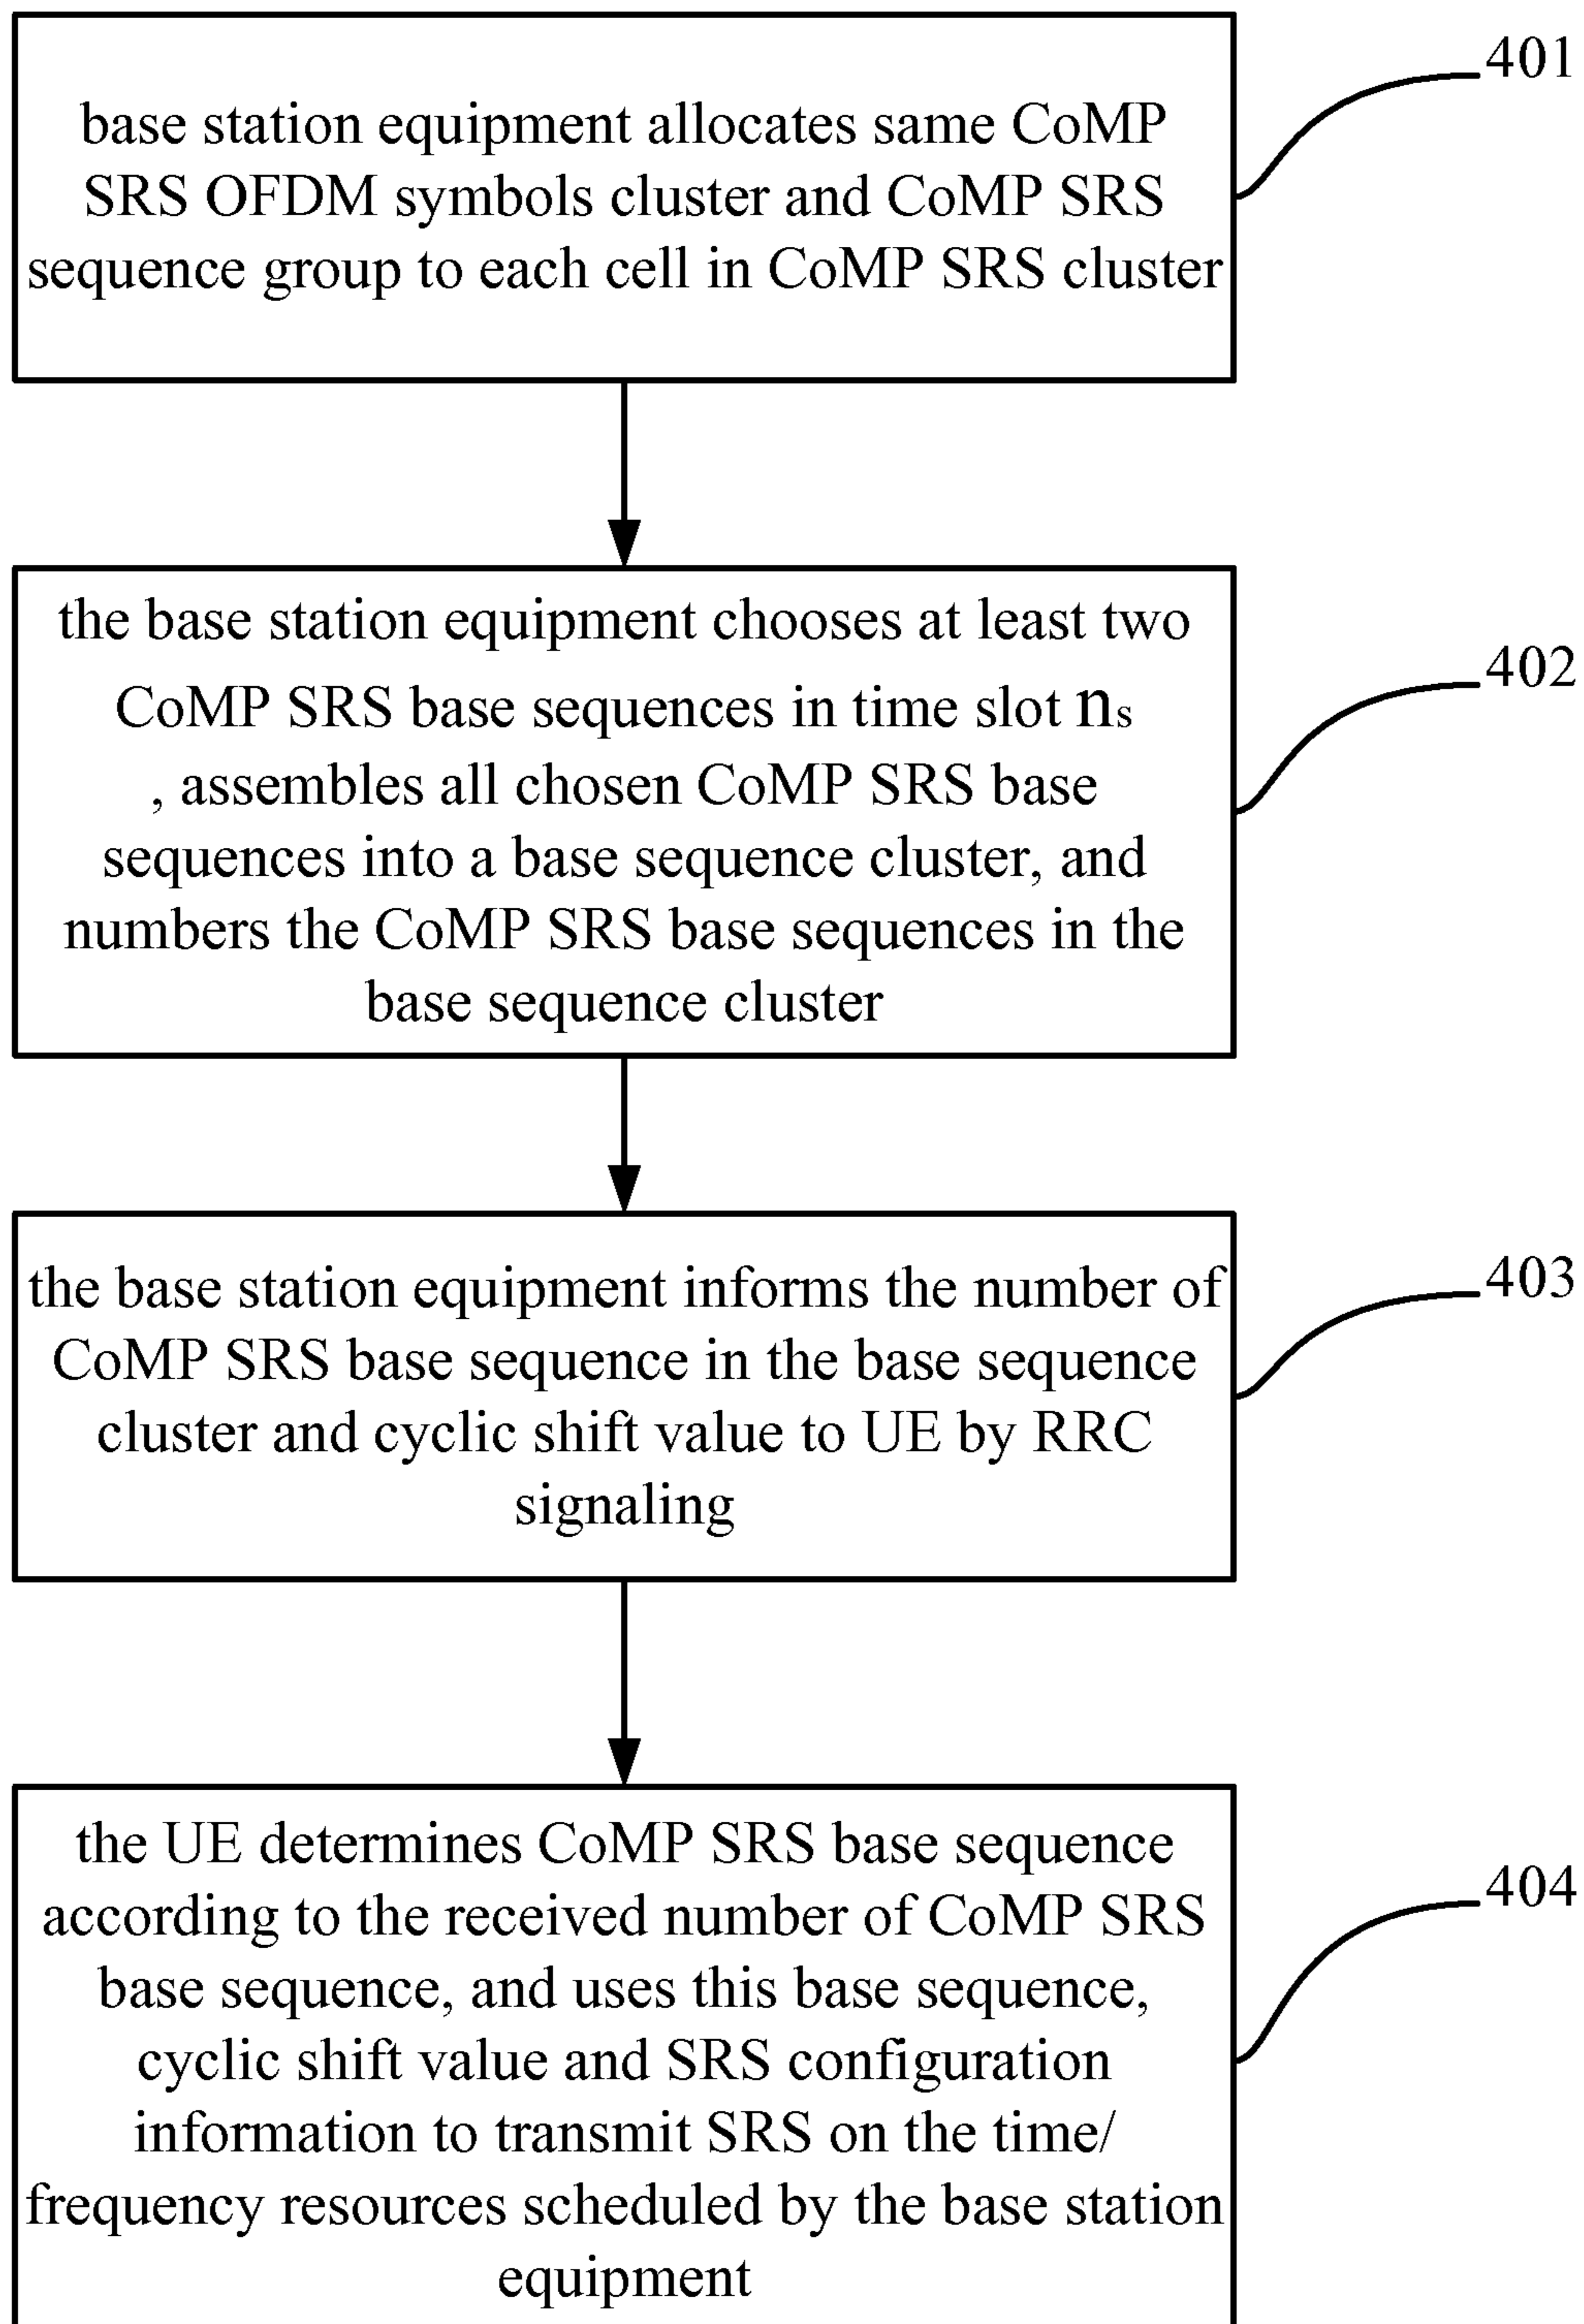 base station equipment allocates same CoMP
SRS OFDM symbols cluster and CoMP SRS
sequence group to each cell in CoMP SRS cluster
401
the base station equipment chooses at least two
CoMP SRS base sequences in time slot ns
, assembles all chosen CoMP SRS base
sequences into a base sequence cluster, and
numbers the CoMP SRS base sequences in the
base sequence cluster
402
the base station equipment informs the number of
CoMP SRS base sequence in the base sequence
cluster and cyclic shift value to UE by RRC
signaling
403
the UE determines CoMP SRS base sequence
according to the received number of CoMP SRS
base sequence, and uses this base sequence,
cyclic shift value and SRS configuration
information to transmit SRS on the time/
frequency resources scheduled by the base station
equipment
404